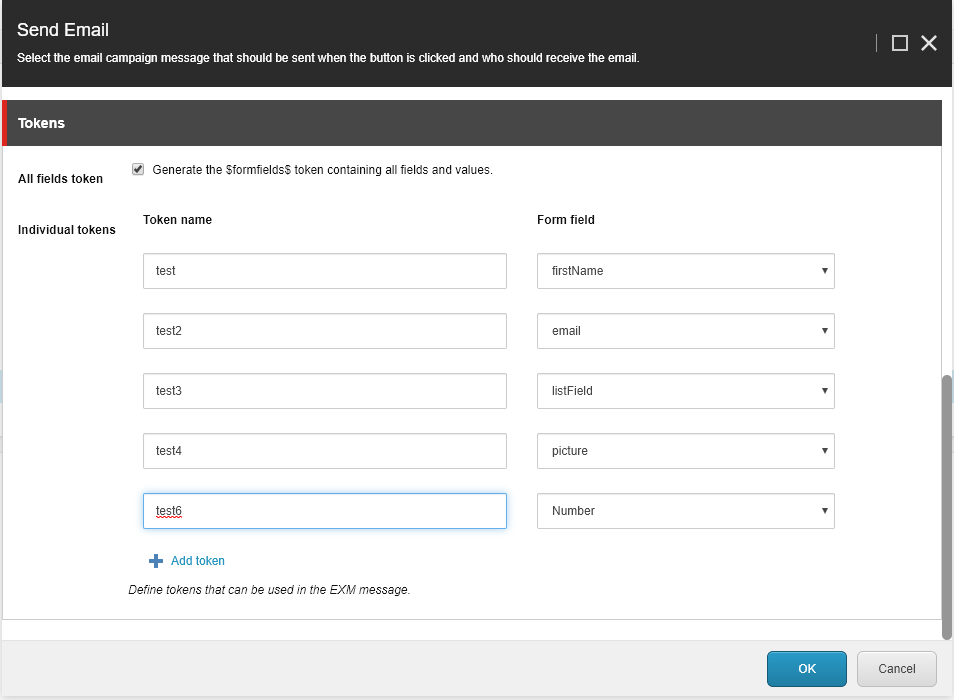 Send Email
Select the email campaign message that should be sent when the button is clicked and who should receive the email.
Tokens
All fields token
Generate the $formfields$ token containing all fields and values.
Individual tokens
Token name
Form field
test
firstName
test2
email
test3
listField
test4
picture
test6
Number
Add token
Define tokens that can be used in the EXM message.
OK
Cancel